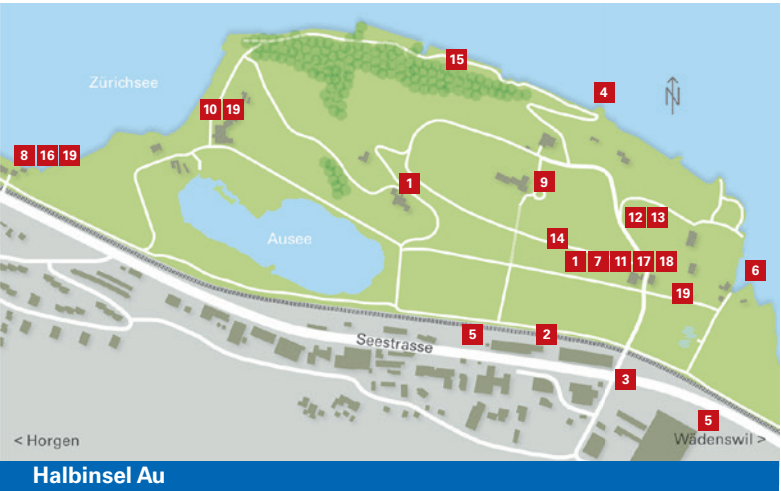 15
Zürichsee
4
N
10 19
8 16 19
1
9
12 13
14
Ausee
1 7 11 17 18
6
19
5
2
Seestrasse
3
5
< Horgen
Wädenswil >
Halbinsel Au